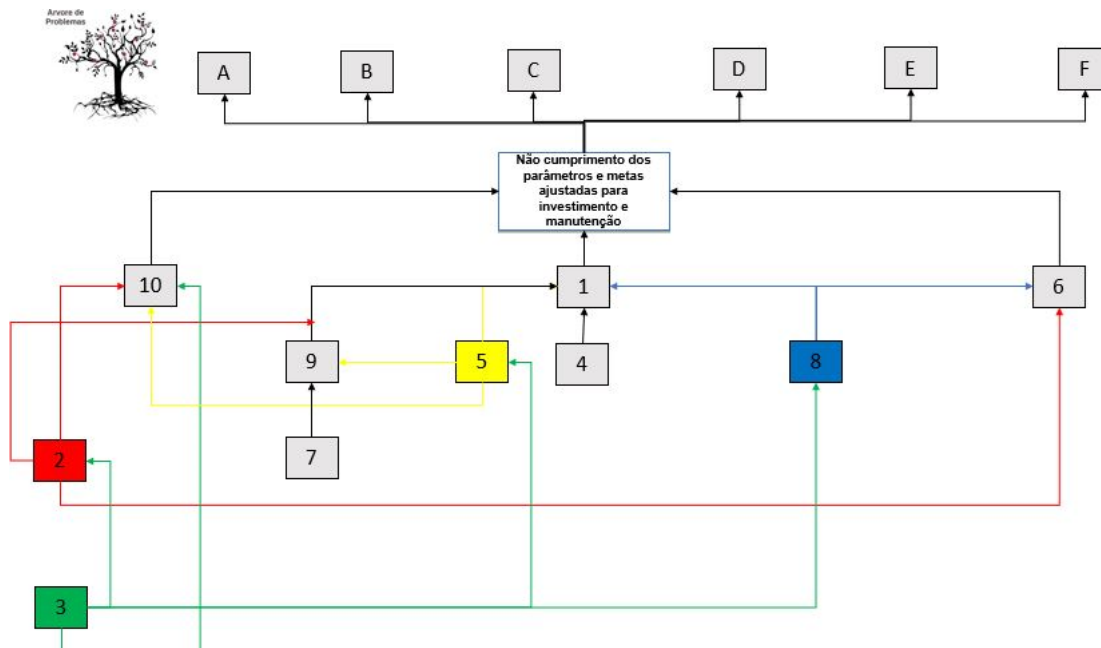 Arvore de
Problemas
A
B
C
D
E
F
Não cumprimento dos
parâmetros e metas
ajustadas para
investimento e
manutenção
10
1
6
9
5
4
8
2
7
3